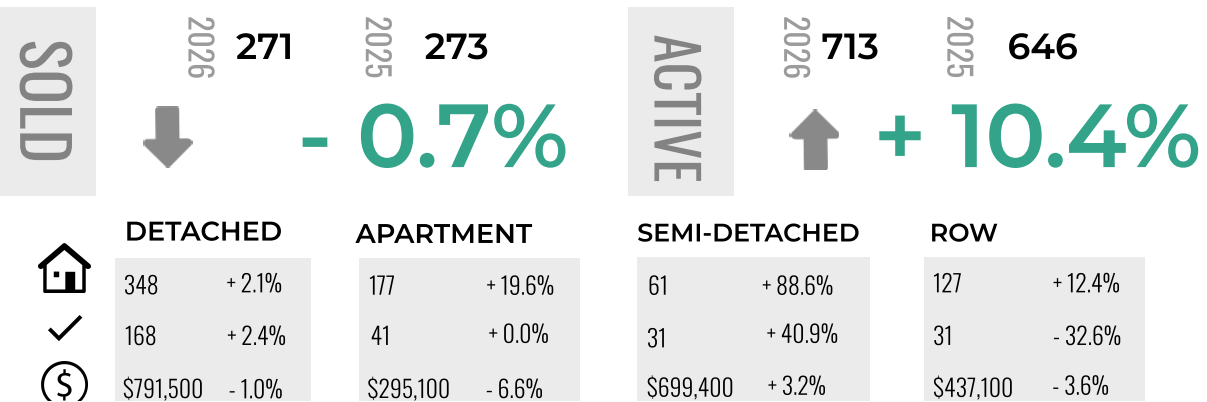 SOLD
2026 271
2025 273
- 0.7%
ACTIVE
2026 713
2025 646
+ 10.4%
DETACHED
348 + 2.1%
168 + 2.4%
$791,500 - 1.0%
APARTMENT
177 + 19.6%
41 + 0.0%
$295,100 - 6.6%
SEMI-DETACHED
61 + 88.6%
31 + 40.9%
$699,400 + 3.2%
ROW
127 + 12.4%
31 - 32.6%
$437,100 - 3.6%
$